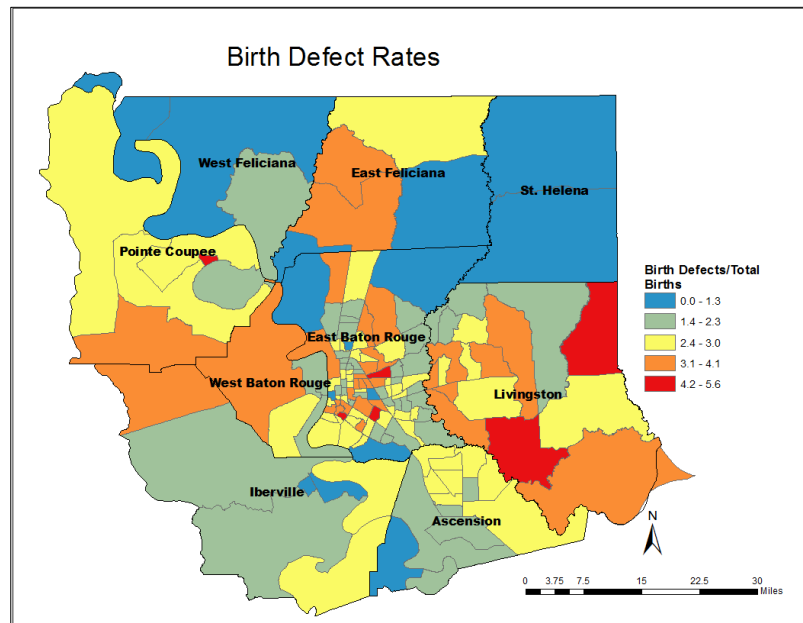 Birth Defect Rates
West Feliciana
East Feliciana
St. Helena
Pointe Coupee
Birth Defects/Total
Births
0.0 - 1.3
1.4 - 2.3
2.4 - 3.0
3.1 - 4.1
4.2 - 5.6
East Baton Rouge
West Baton Rouge
Livingston
Iberville
Ascension
N
0 3.75 7.5 15 22.5 30
Miles